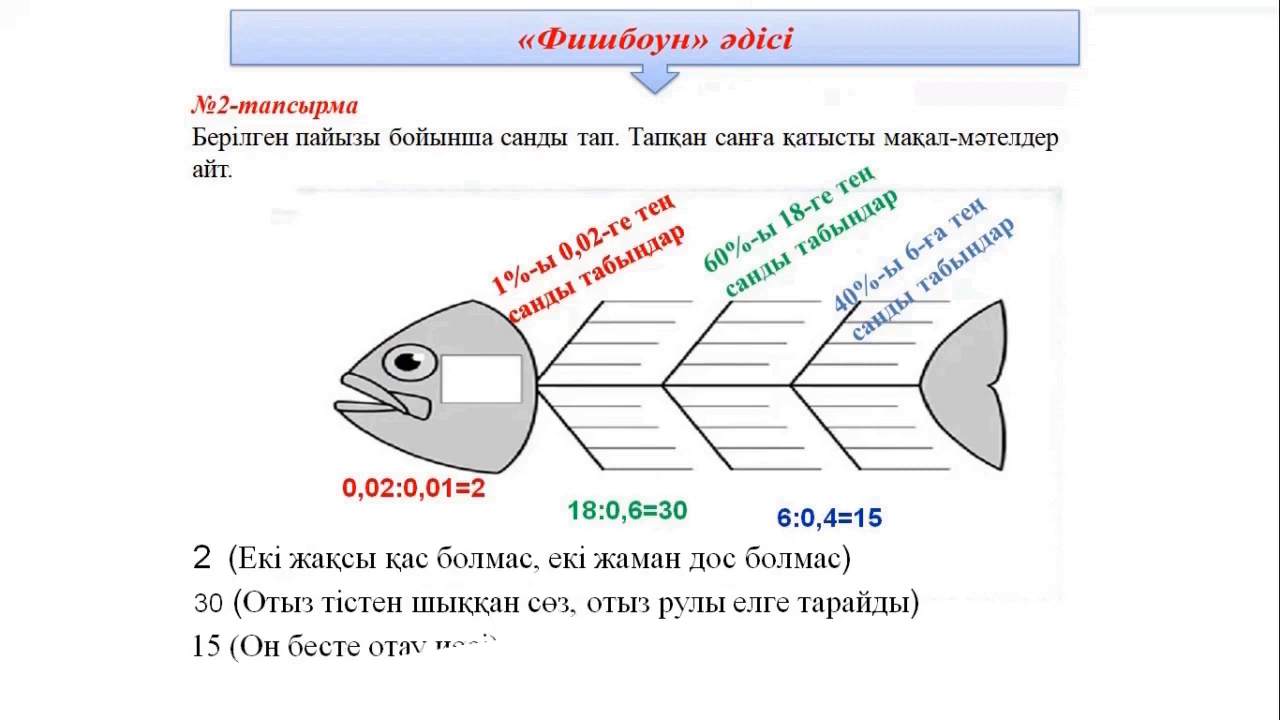 «Фишбоун» әдісі
№2-тапсырма
Берілген пайызы бойынша санды тап. Тапқан санға қатысты мақал-мәтелдер
айт.
1%-ы 0,02-ге тең
санды табыңдар
60%-ы 18-ге тең
санды табыңдар
40%-ы 6-ға тең
санды табыңдар
0,02:0,01=2
18:0,6=30
6:0,4=15
2 (Екі жақсы қас болмас, екі жаман дос болмас)
30 (Отыз тістен шыққан сөз, отыз рулы елге тарайды)
15 (Он бесте отау